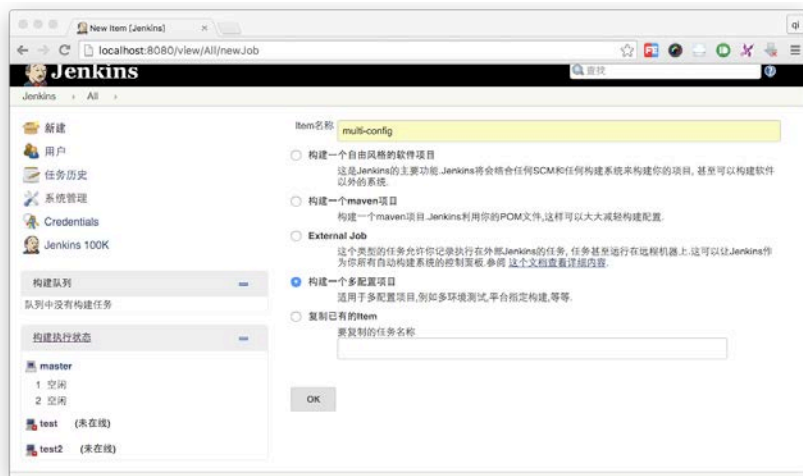 New Item [Jenkins]
qi
localhost:8080/view/All/newJob
Jenkins
查找
Jenkins
All
新建
用户
任务历史
系统管理
Credentials
Jenkins 100K
构建队列
队列中没有构建任务
构建执行状态
master
1 空闲
2 空闲
test (未在线)
test2 (未在线)
Item名称 multi-config
构建一个自由风格的软件项目
这是Jenkins的主要功能.Jenkins将会结合任何SCM和任何构建系统来构建你的项目, 甚至可以构建软件
以外的系统.
构建一个maven项目
构建一个maven项目.Jenkins利用你的POM文件,这样可以大大减轻构建配置.
External Job
这个类型的任务允许你记录执行在外部Jenkins的任务, 任务甚至运行在远程机器上.这可以让Jenkins作
为你所有自动构建系统的控制面板.参阅 这个文档查看详细内容.
构建一个多配置项目
适用于多配置项目,例如多环境测试,平台指定构建,等等.
复制已有的Item
要复制的任务名称
OK